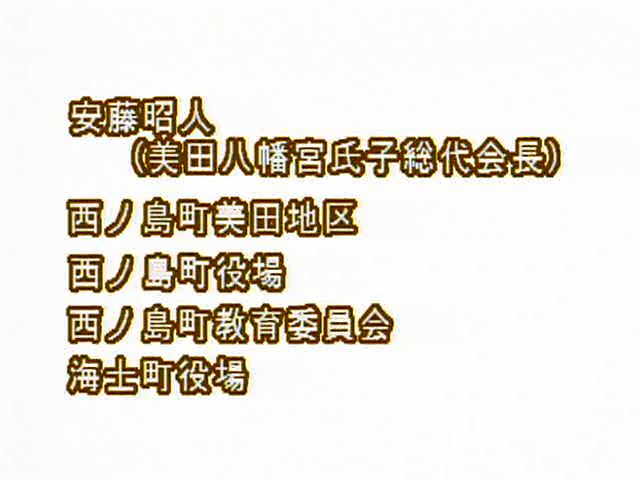 安藤昭人
(美田八幡宮氏子総代会長)
西ノ島町美田地区
西ノ島町役場
西ノ島町教育委員会
海士町役場